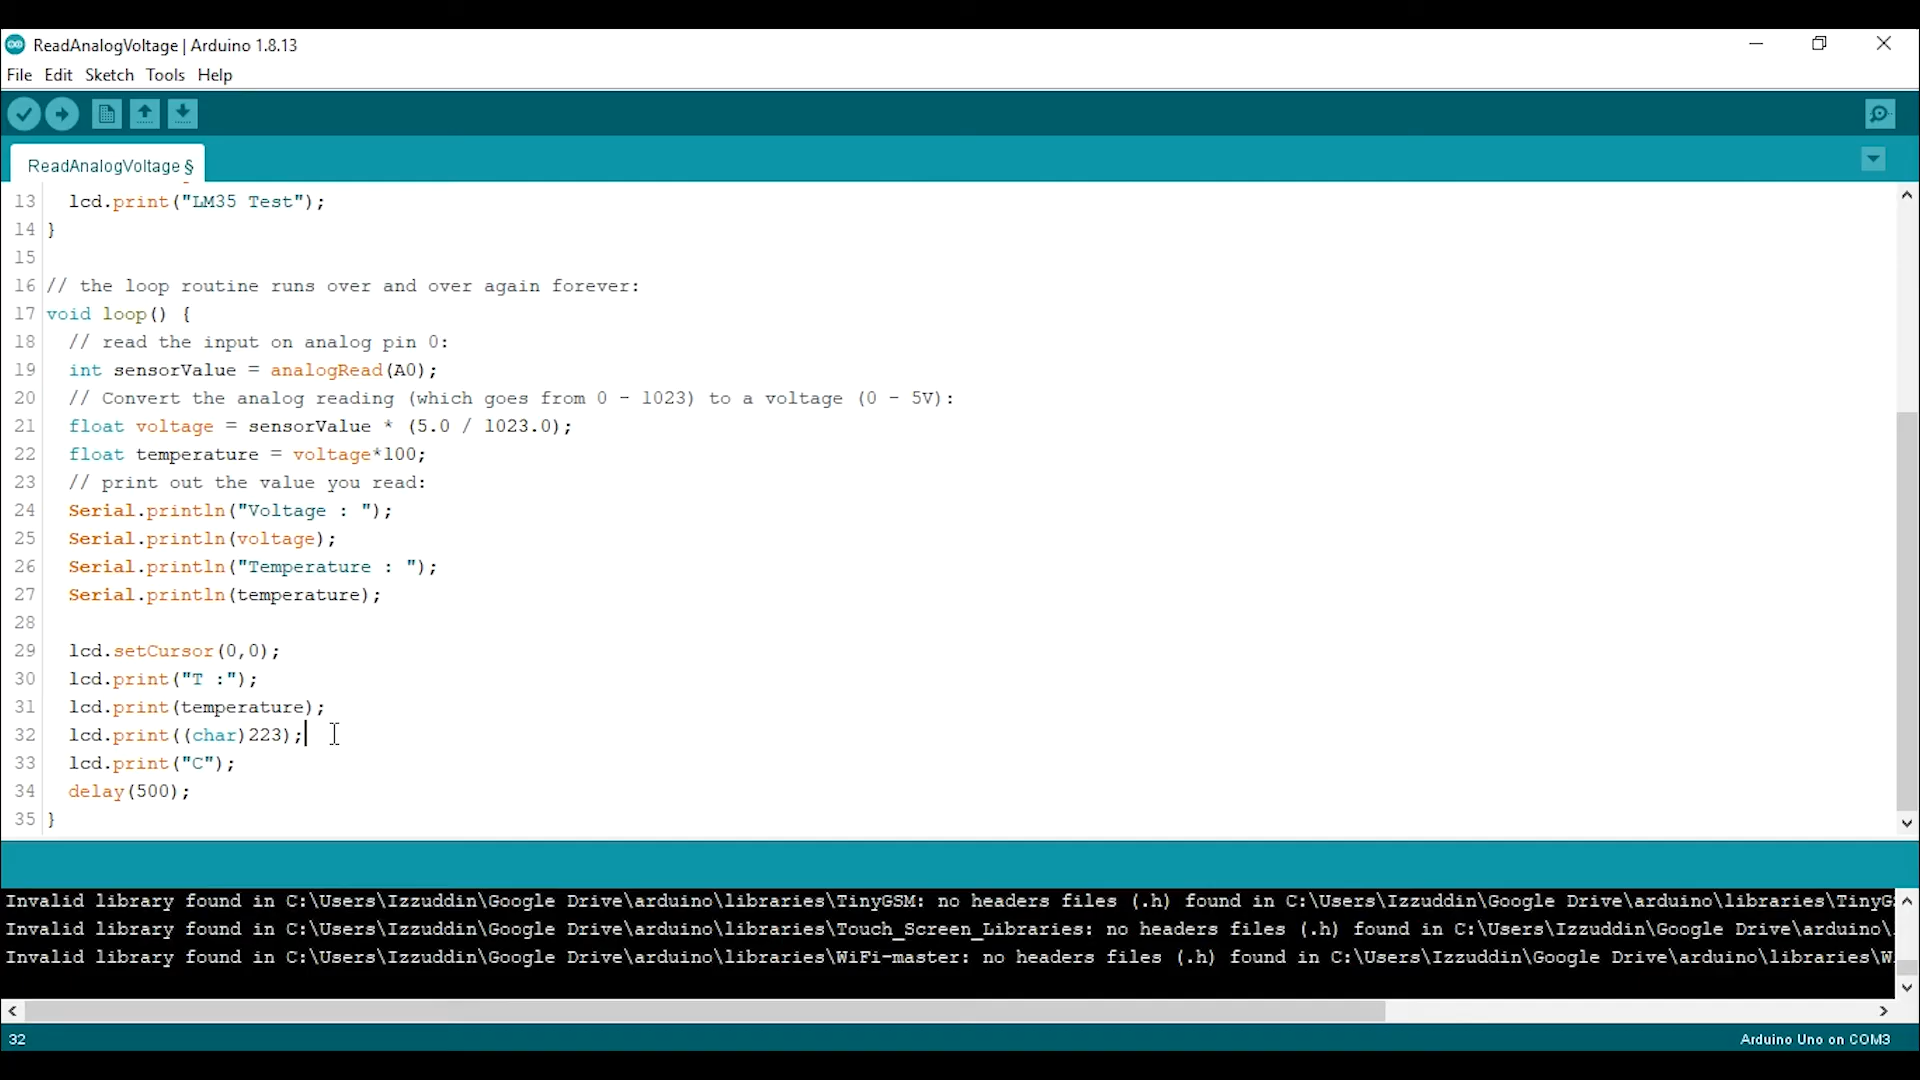 ReadAnalogVoltage | Arduino 1.8.13
File Edit Sketch Tools Help
ReadAnalogVoltage §
13 lcd.print("LM35 Test");
14 }
15
16 // the loop routine runs over and over again forever:
17 void loop() {
18 // read the input on analog pin 0:
19 int sensorValue = analogRead(A0);
20 // Convert the analog reading (which goes from 0 - 1023) to a voltage (0 - 5V):
21 float voltage = sensorValue * (5.0 / 1023.0);
22 float temperature = voltage*100;
23 // print out the value you read:
24 Serial.println("Voltage : ");
25 Serial.println(voltage);
26 Serial.println("Temperature : ");
27 Serial.println(temperature);
28
29 lcd.setCursor(0,0);
30 lcd.print("T :");
31 lcd.print(temperature);
32 lcd.print((char)223);
33 lcd.print("C");
34 delay(500);
35 }
Invalid library found in C:\Users\Izzuddin\Google Drive\arduino\libraries\TinyGSM: no headers files (.h) found in C:\Users\Izzuddin\Google Drive\arduino\libraries\TinyG
Invalid library found in C:\Users\Izzuddin\Google Drive\arduino\libraries\Touch_Screen_Libraries: no headers files (.h) found in C:\Users\Izzuddin\Google Drive\arduino\
Invalid library found in C:\Users\Izzuddin\Google Drive\arduino\libraries\WiFi-master: no headers files (.h) found in C:\Users\Izzuddin\Google Drive\arduino\libraries\W
32 Arduino Uno on COM3